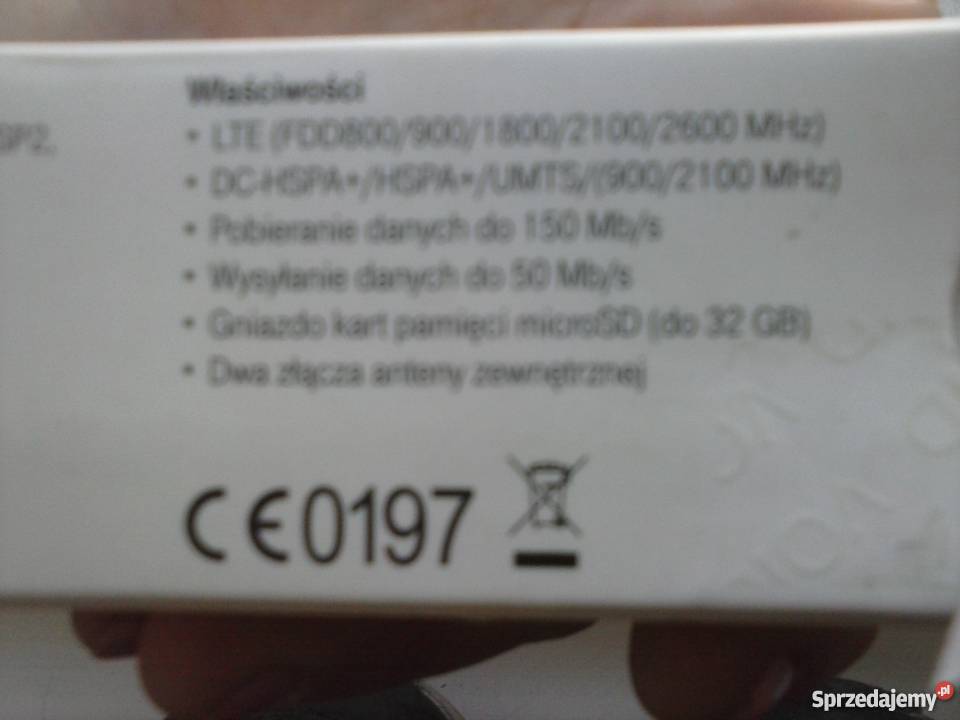 Właściwości
SP2,
• LTE (FDD800/900/1800/2100/2600 MHz)
• DC-HSPA+/HSPA+/UMTS/(900/2100 MHz)
• Pobieranie danych do 150 Mb/s
• Wysyłanie danych do 50 Mb/s
• Gniazdo kart pamięci microSD (do 32 GB)
• Dwa złącza anteny zewnętrznej
CE0197
Sprzedajemy.pl